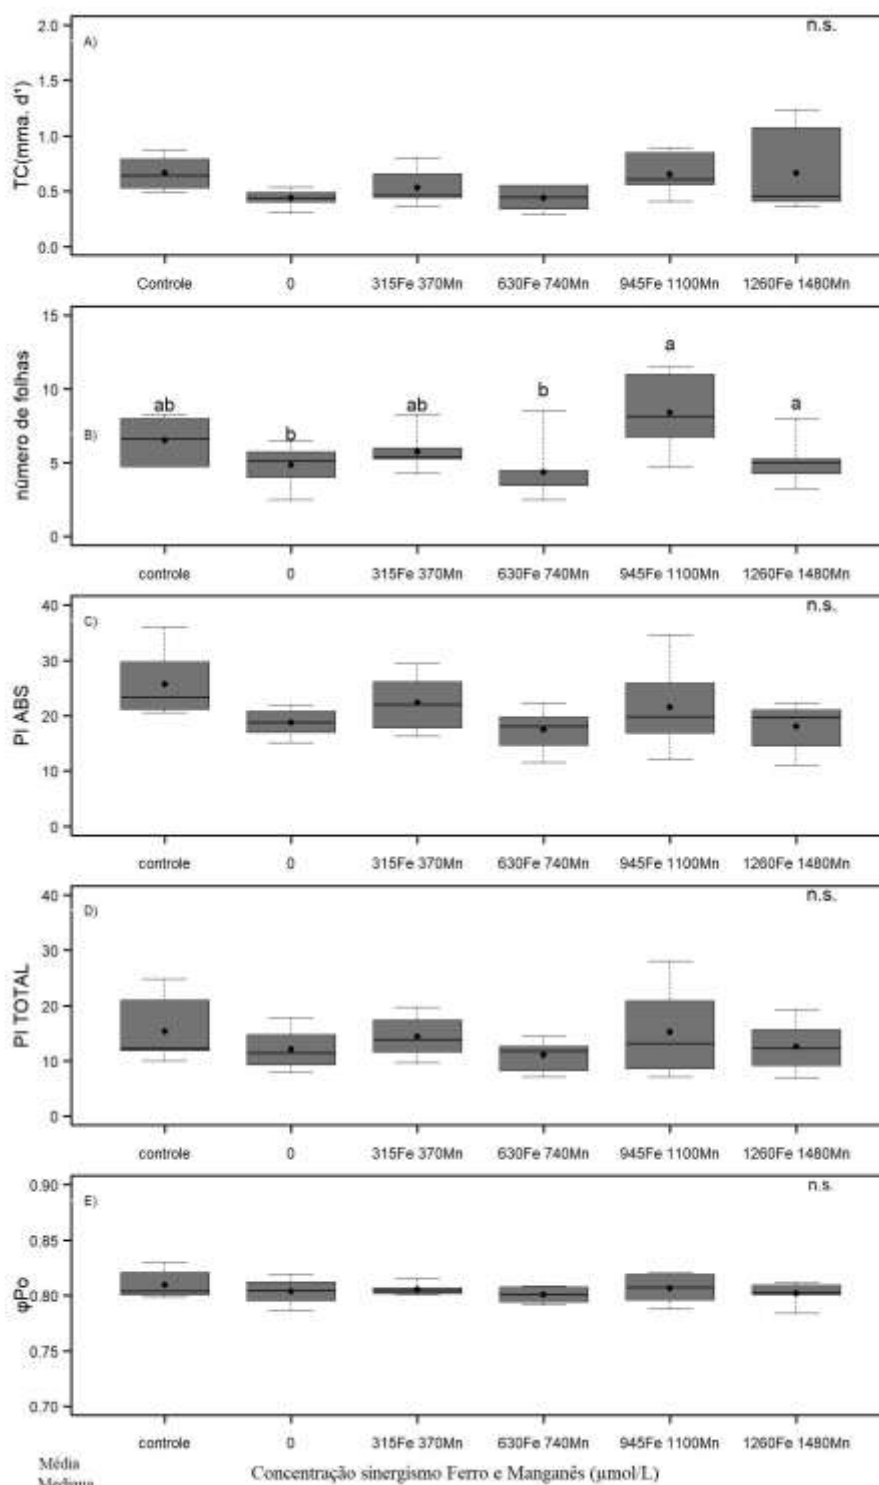 n.s.
A)
TC(mma. d¹)
2.0
1.5
1.0
0.5
0.0
Controle 0 315Fe 370Mn 630Fe 740Mn 945Fe 1100Mn 1260Fe 1480Mn
B)
número de folhas
15
10
5
0
ab b ab b a a
controle 0 315Fe 370Mn 630Fe 740Mn 945Fe 1100Mn 1260Fe 1480Mn
n.s.
C)
PI ABS
40
30
20
10
0
controle 0 315Fe 370Mn 630Fe 740Mn 945Fe 1100Mn 1260Fe 1480Mn
n.s.
D)
PI TOTAL
40
30
20
10
0
controle 0 315Fe 370Mn 630Fe 740Mn 945Fe 1100Mn 1260Fe 1480Mn
n.s.
E)
φPo
0.90
0.85
0.80
0.75
0.70
controle 0 315Fe 370Mn 630Fe 740Mn 945Fe 1100Mn 1260Fe 1480Mn
Média
Mediana
Concentração sinergismo Ferro e Manganês (µmol/L)